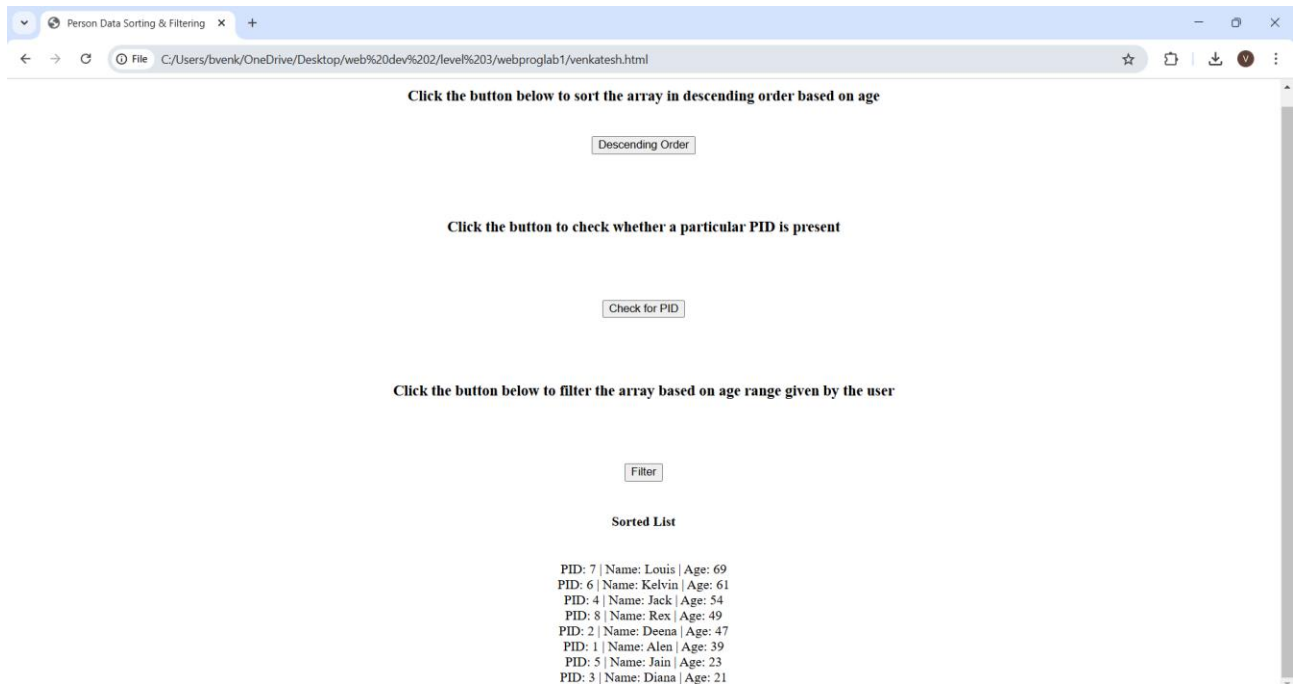 Person Data Sorting & Filtering
File C:/Users/bvenk/OneDrive/Desktop/web%20dev%202/level%203/webproglab1/venkatesh.html
V
Click the button below to sort the array in descending order based on age
Descending Order
Click the button to check whether a particular PID is present
Check for PID
Click the button below to filter the array based on age range given by the user
Filter
Sorted List
PID: 7 | Name: Louis | Age: 69
PID: 6 | Name: Kelvin | Age: 61
PID: 4 | Name: Jack | Age: 54
PID: 8 | Name: Rex | Age: 49
PID: 2 | Name: Deena | Age: 47
PID: 1 | Name: Alen | Age: 39
PID: 5 | Name: Jain | Age: 23
PID: 3 | Name: Diana | Age: 21